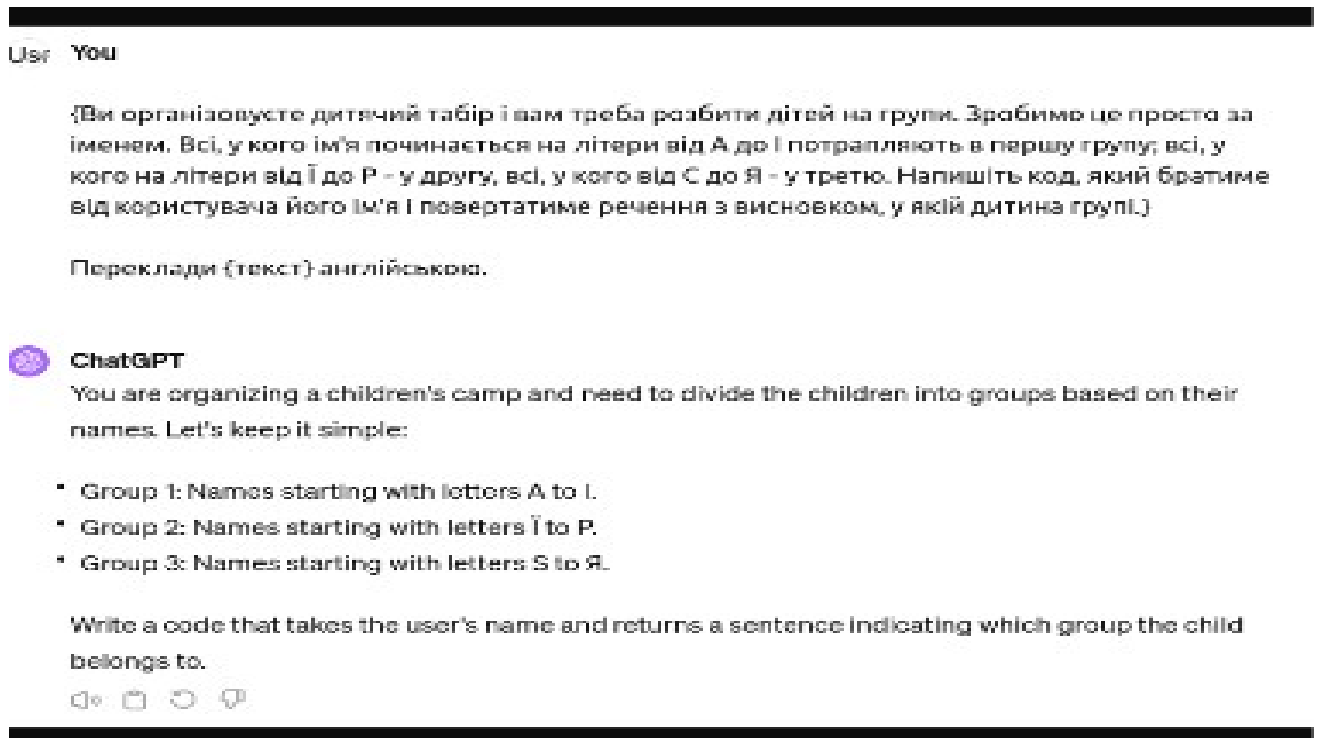 Usr You
{Ви організовуєте дитячий табір і вам треба розбити дітей на групи. Зробимо це просто за
іменем. Всі, у кого ім'я починається на літери від А до І потрапляють в першу групу; всі, у
кого на літери від Ї до Р - у другу, всі, у кого від С до Я - у третю. Напишіть код, який братиме
від користувача його ім'я і повертатиме речення з висновком, у якій дитина групі.}
Переклади {текст} англійською.
ChatGPT
You are organizing a children's camp and need to divide the children into groups based on their
names. Let's keep it simple:
• Group 1: Names starting with letters A to I.
• Group 2: Names starting with letters Ї to P.
• Group 3: Names starting with letters S to Я.
Write a code that takes the user's name and returns a sentence indicating which group the child
belongs to.